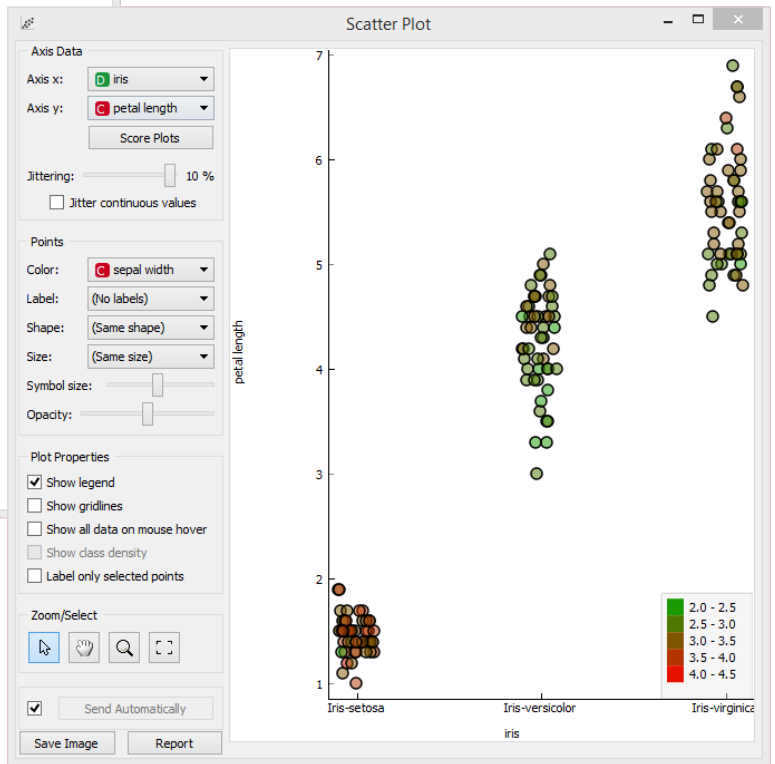 Scatter Plot
Axis Data
Axis x: D iris
Axis y: C petal length
Score Plots
Jittering: 10 %
Jitter continuous values
Points
Color: C sepal width
Label: (No labels)
Shape: (Same shape)
Size: (Same size)
Symbol size:
Opacity:
Plot Properties
Show legend
Show gridlines
Show all data on mouse hover
Show class density
Label only selected points
Zoom/Select
Send Automatically
Save Image Report
7
6
5
4
3
2
1
petal length
Iris-setosa Iris-versicolor Iris-virginica
iris
2.0 - 2.5
2.5 - 3.0
3.0 - 3.5
3.5 - 4.0
4.0 - 4.5